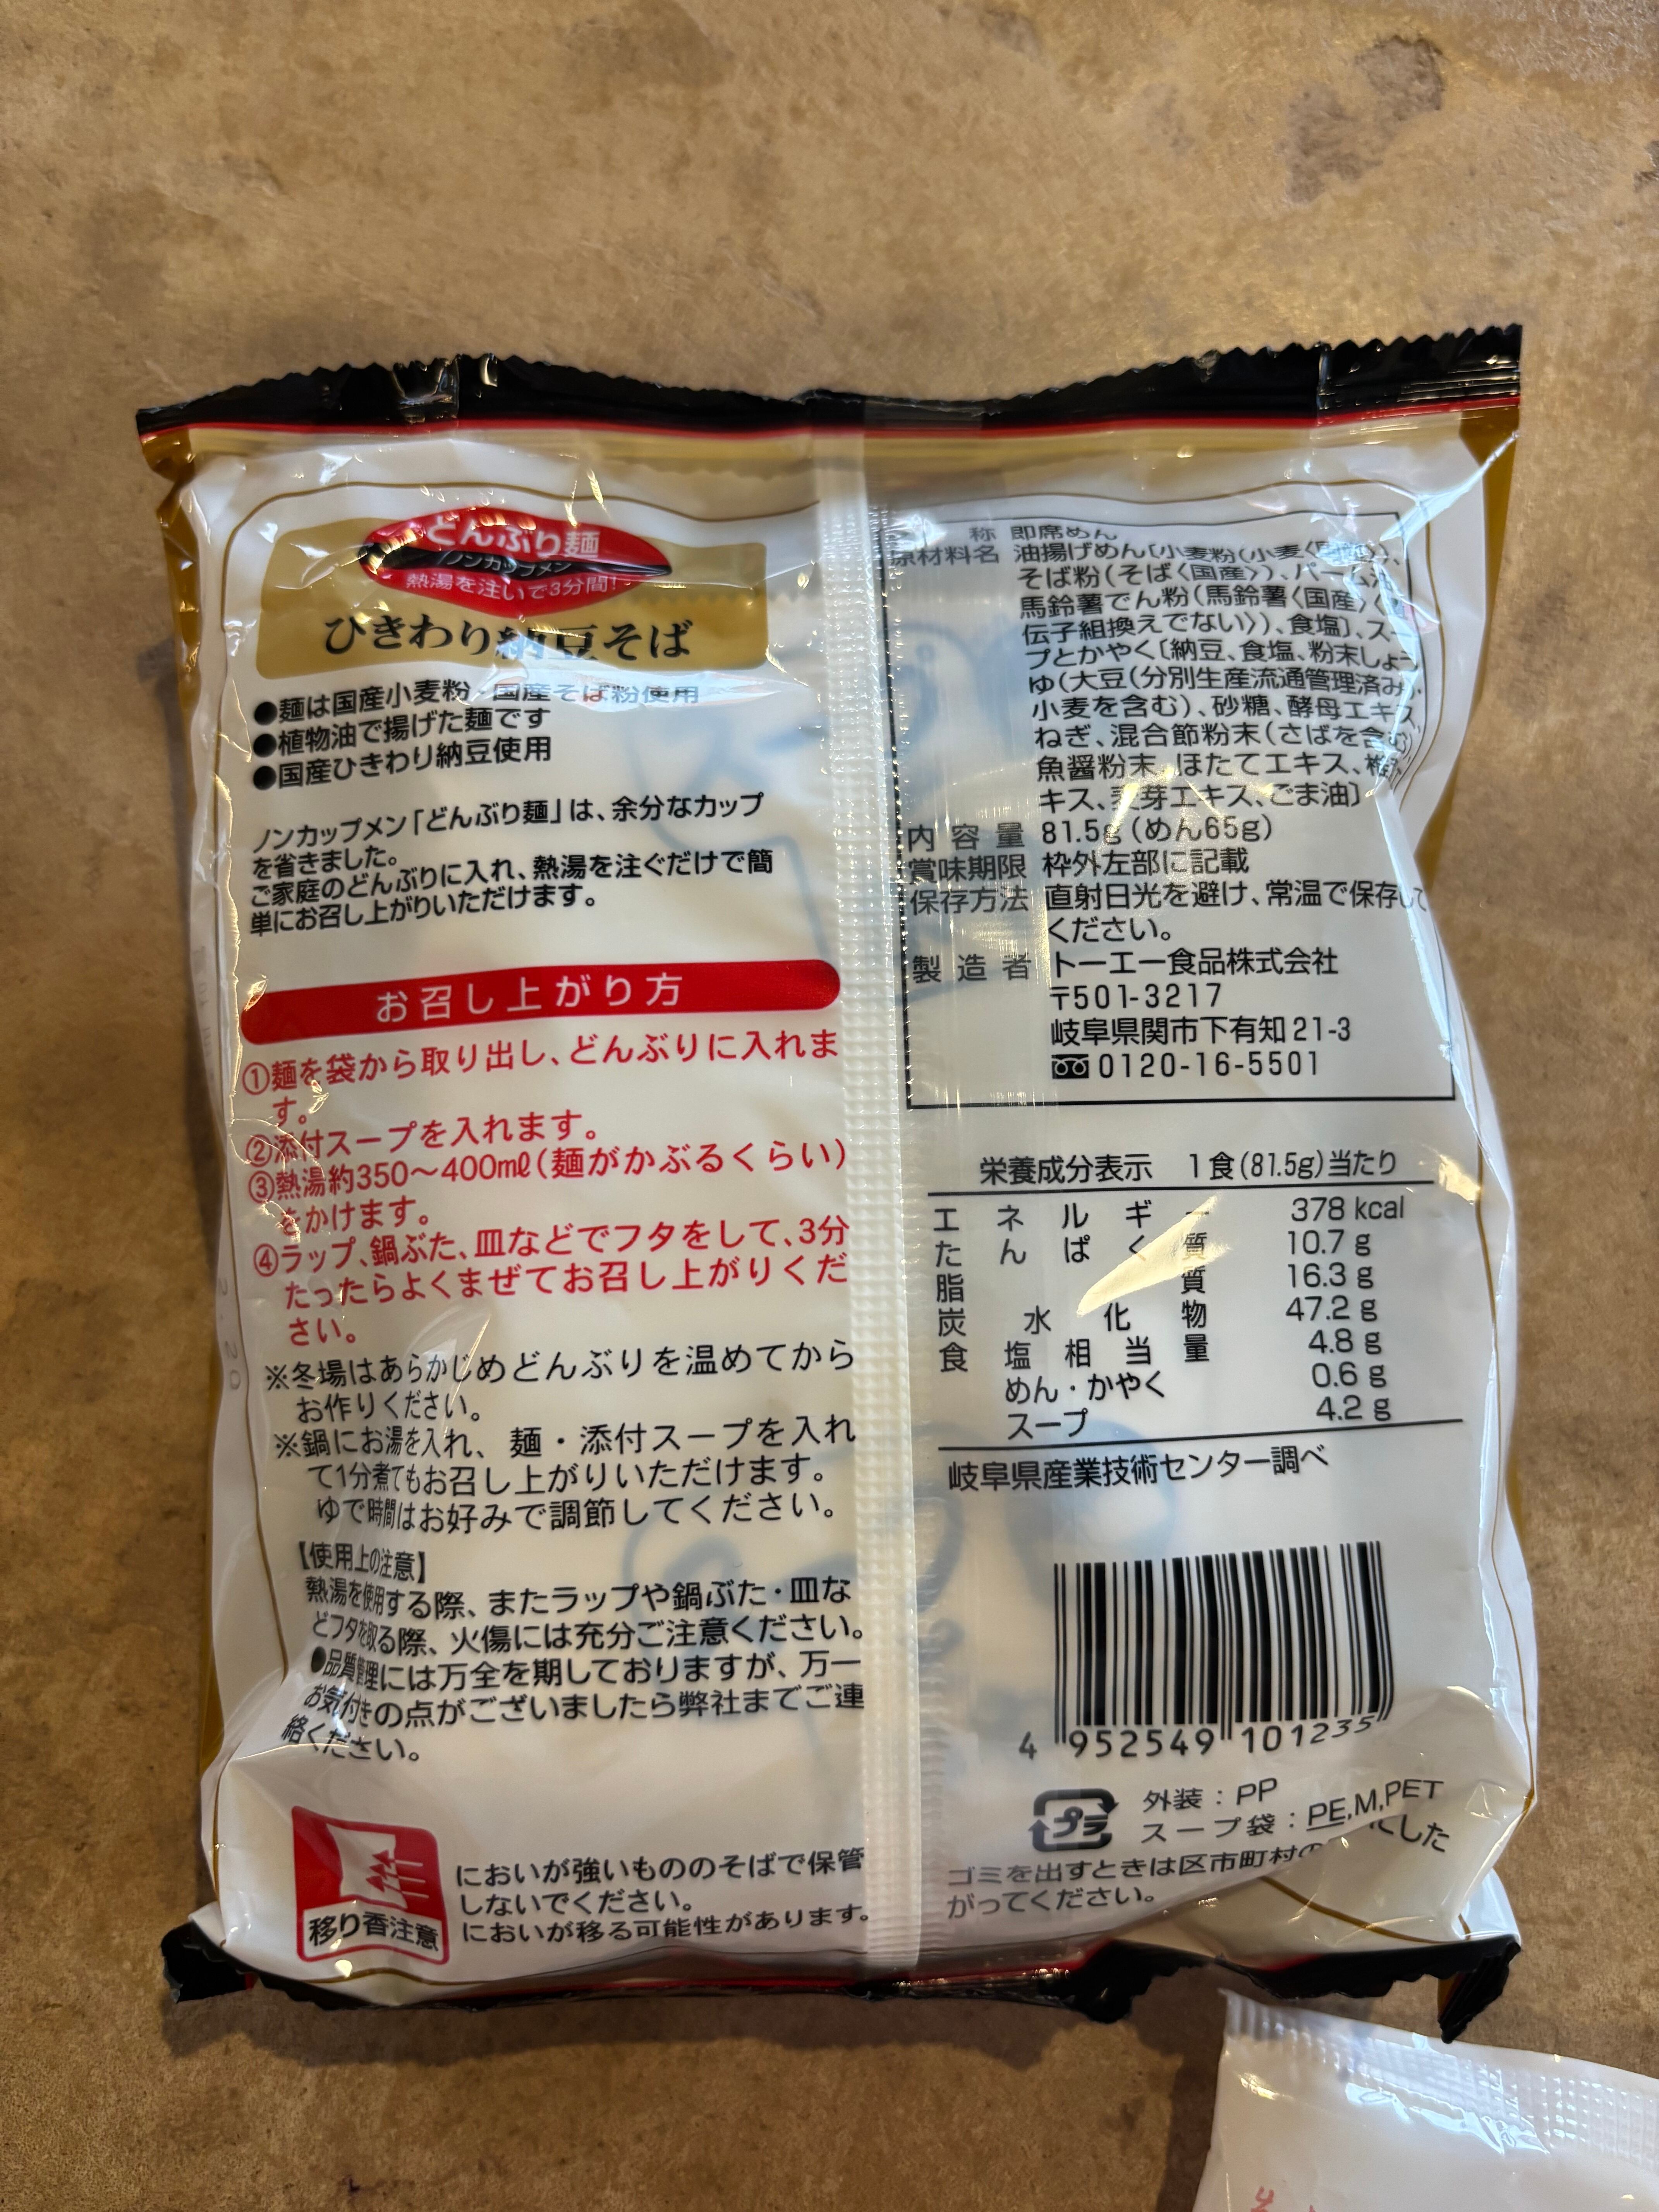 どんぶり麺
ノンカップメン
熱湯を注いで3分間!
ひきわり納豆そば
●麺は国産小麦粉・国産そば粉使用
●植物油で揚げた麺です
●国産ひきわり納豆使用
ノンカップメン「どんぶり麺」は、余分なカップ
を省きました。
ご家庭のどんぶりに入れ、熱湯を注ぐだけで簡
単にお召し上がりいただけます。
お召し上がり方
①麺を袋から取り出し、どんぶりに入れま
す。
②添付スープを入れます。
③熱湯約350〜400mℓ(麺がかぶるくらい)
をかけます。
④ラップ、鍋ぶた、皿などでフタをして、3分
たったらよくまぜてお召し上がりくだ
さい。
※冬場はあらかじめどんぶりを温めてから
お作りください。
※鍋にお湯を入れ、麺・添付スープを入れ
て1分煮てもお召し上がりいただけます。
ゆで時間はお好みで調節してください。
【使用上の注意】
熱湯を使用する際、またラップや鍋ぶた・皿な
どフタを取る際、火傷には充分ご注意ください。
●品質管理には万全を期しておりますが、万一
お気付きの点がございましたら弊社までご連
絡ください。
移り香注意
においが強いもののそばで保管
しないでください。
においが移る可能性があります。
称 即席めん
原材料名 油揚げめん〔小麦粉(小麦〈国産〉)、
そば粉(そば〈国産〉)、パーム油
馬鈴薯でん粉(馬鈴薯〈国産〉〈
伝子組換えでない〉)、食塩〕、スー
プとかやく〔納豆、食塩、粉末しょう
ゆ(大豆(分別生産流通管理済み)、
小麦を含む)、砂糖、酵母エキス
ねぎ、混合節粉末(さばを含む)
魚醤粉末、ほたてエキス、椎
キス、麦芽エキス、ごま油〕
内容量 81.5g(めん65g)
賞味期限 枠外左部に記載
保存方法 直射日光を避け、常温で保存して
ください。
製造者 トーエー食品株式会社
〒501-3217
岐阜県関市下有知21-3
0120-16-5501
栄養成分表示 1食(81.5g)当たり
エネルギー 378 kcal
たんぱく質 10.7 g
脂質 16.3 g
炭水化物 47.2 g
食塩相当量 4.8 g
めん・かやく 0.6 g
スープ 4.2 g
岐阜県産業技術センター調べ
4 952549 101235
プラ
外装:PP
スープ袋:PE,M,PET
ゴミを出すときは区市町村の にした
がってください。